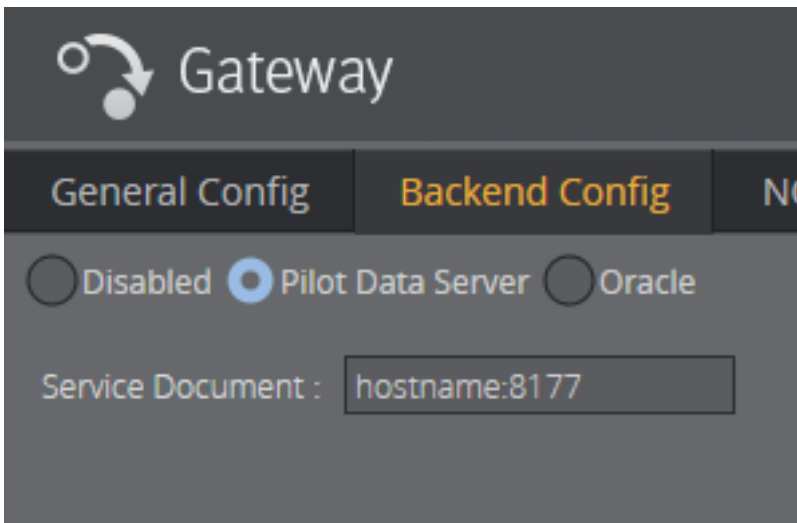 Gateway
General Config Backend Config
Disabled Pilot Data Server Oracle
Service Document : hostname:8177